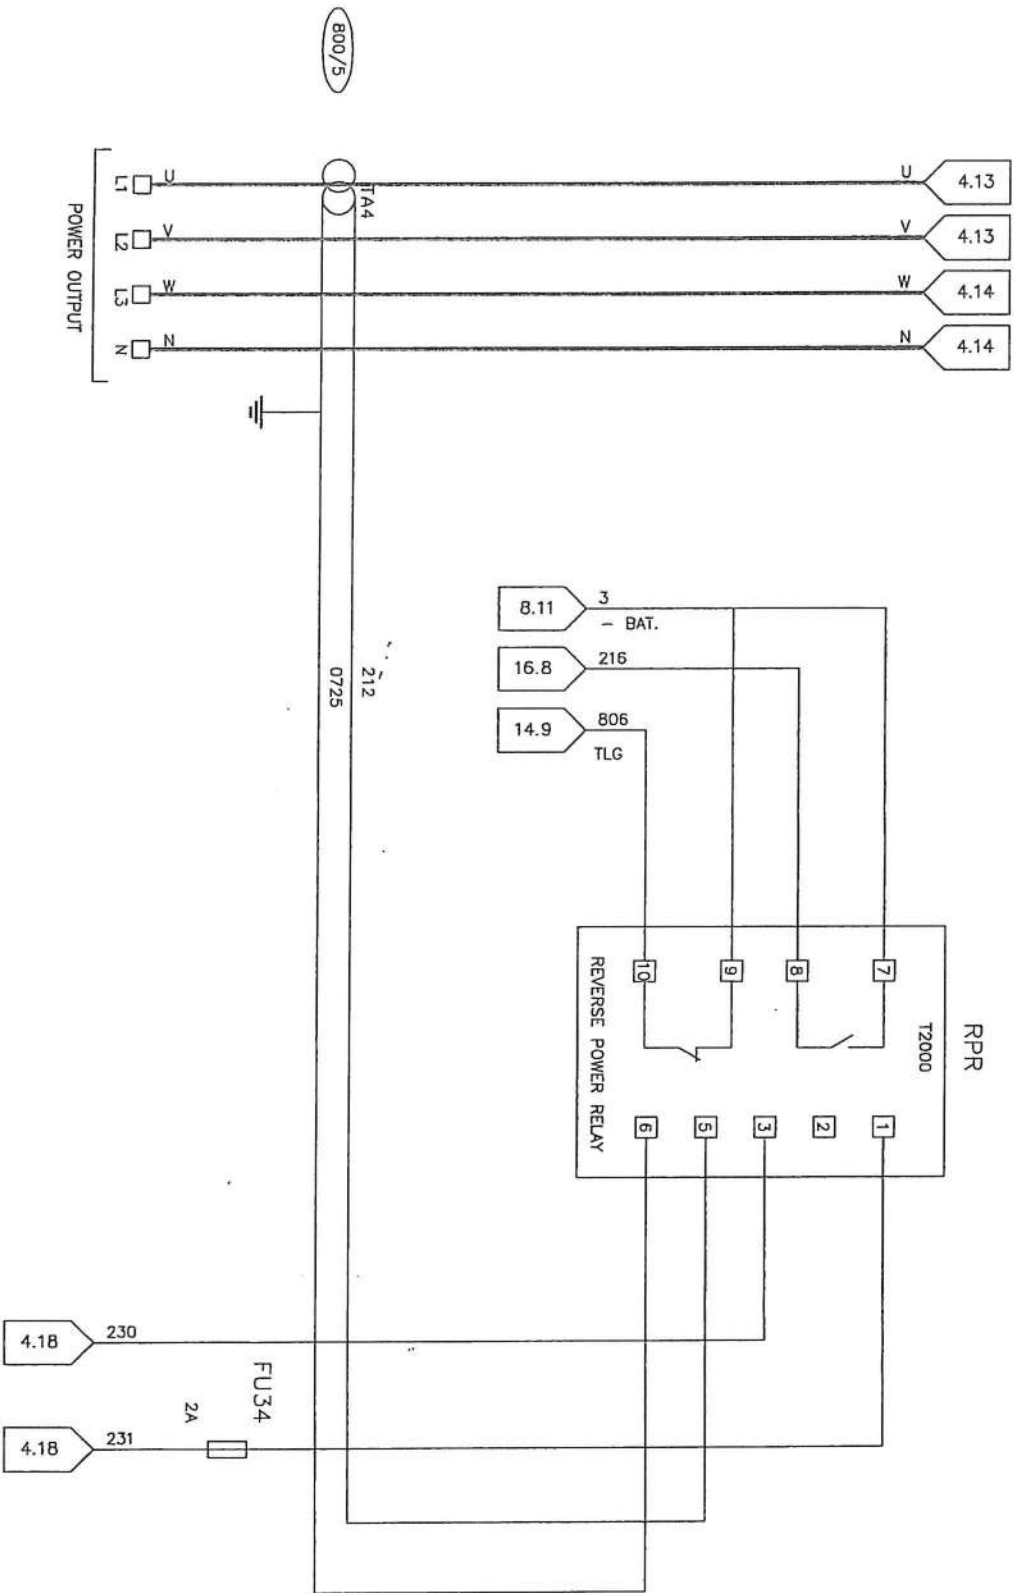 800/5
4.13
4.13
4.14
4.14
U
V
W
N
TA4
U
V
W
N
L1
L2
L3
N
POWER OUTPUT
8.11
3
- BAT.
16.8
216
14.9
806
TLG
212
0725
RPR
T2000
REVERSE POWER RELAY
10
9
8
7
6
5
3
2
1
4.18
230
FU34
2A
4.18
231